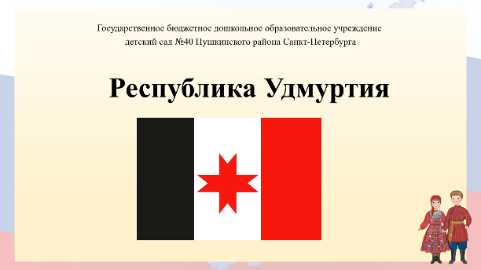 Государственное бюджетное дошкольное образовательное учреждение
детский сад №40 Пушкинского района Санкт-Петербурга
Республика Удмуртия